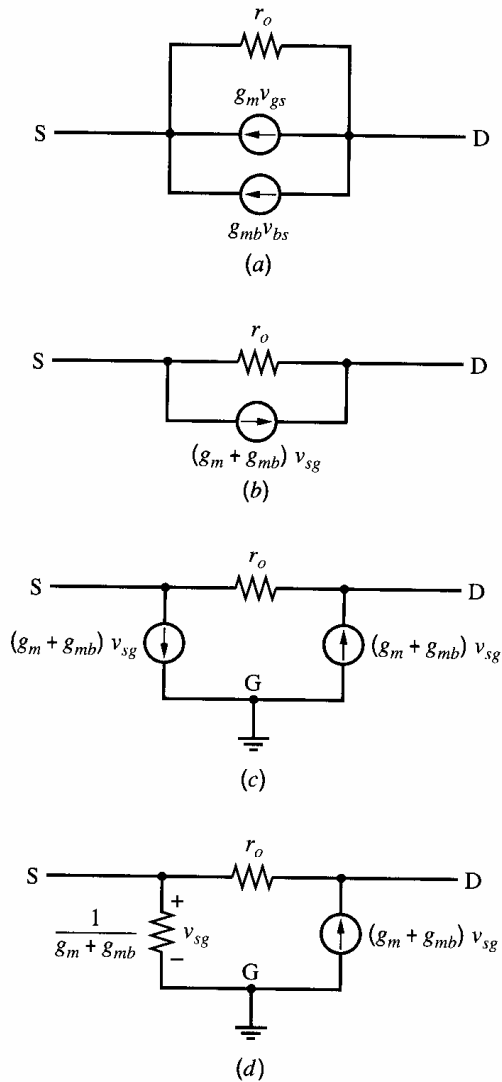 r_o
g_m v_gs
S D
g_mb v_bs
(a)
r_o
S D
(g_m + g_mb) v_sg
(b)
r_o
S D
(g_m + g_mb) v_sg (g_m + g_mb) v_sg
G
(c)
r_o
S D
+
1
g_m + g_mb
v_sg (g_m + g_mb) v_sg
−
G
(d)